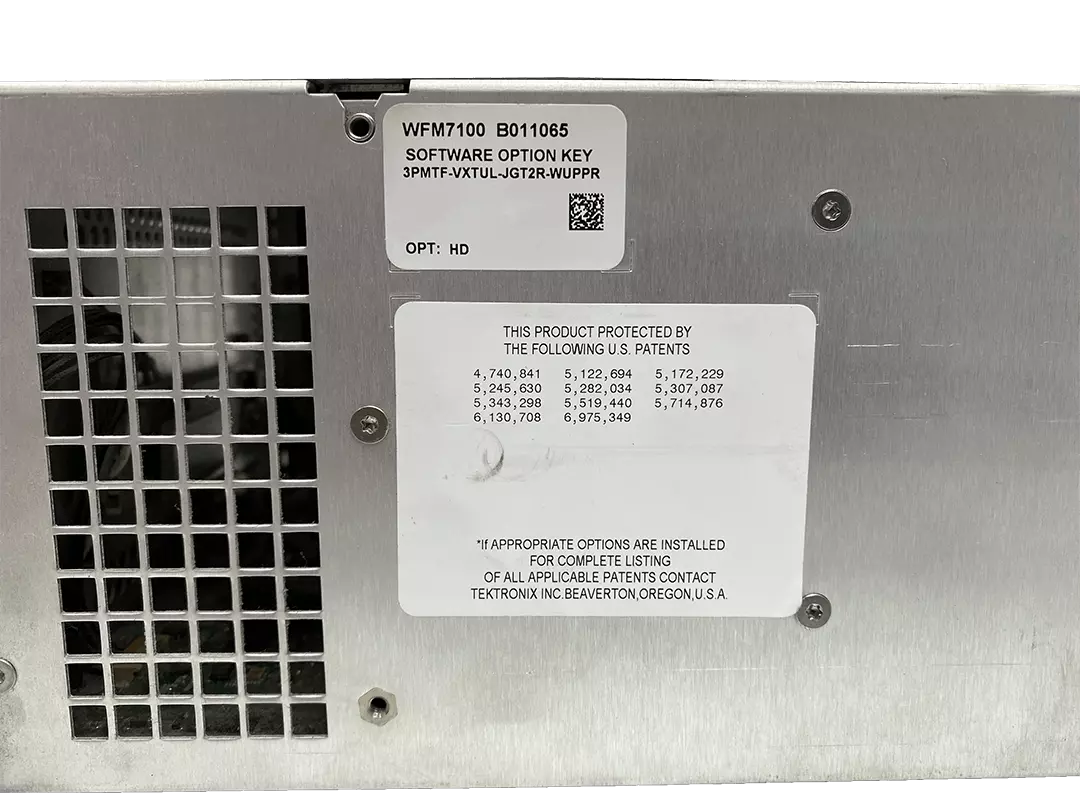 WFM7100 B011065
SOFTWARE OPTION KEY
3PMTF-VXTUL-JGT2R-WUPPR
OPT: HD
THIS PRODUCT PROTECTED BY
THE FOLLOWING U.S. PATENTS
4,740,841 5,122,694 5,172,229
5,245,630 5,282,034 5,307,087
5,343,298 5,519,440 5,714,876
6,130,708 6,975,349
*If APPROPRIATE OPTIONS ARE INSTALLED
FOR COMPLETE LISTING
OF ALL APPLICABLE PATENTS CONTACT
TEKTRONIX INC.BEAVERTON,OREGON,U.S.A.